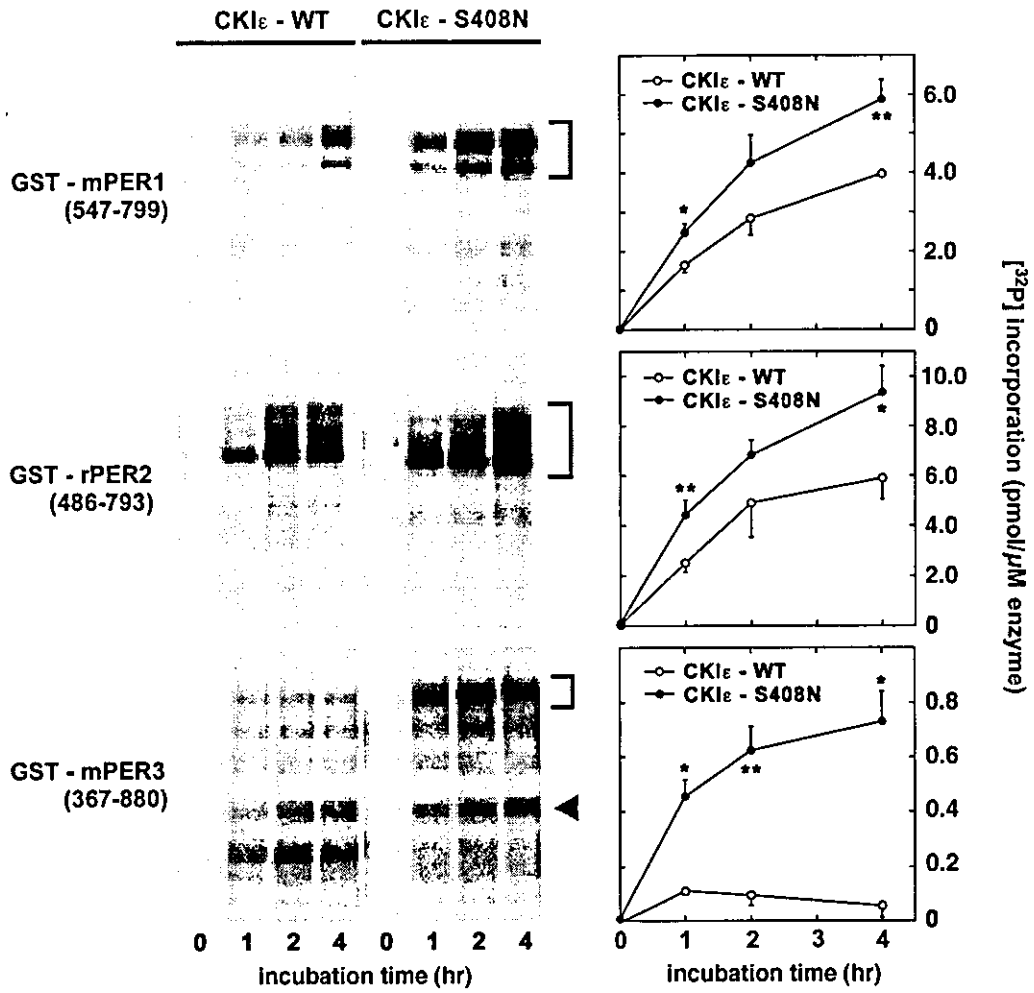 CKIε - WT
CKIε - S408N
GST - mPER1
(547-799)
GST - rPER2
(486-793)
GST - mPER3
(367-880)
0 1 2 4 0 1 2 4
incubation time (hr)
CKIε - WT
CKIε - S408N
*
**
6.0
4.0
2.0
0
CKIε - WT
CKIε - S408N
**
*
10.0
8.0
6.0
4.0
2.0
0
CKIε - WT
CKIε - S408N
*
**
*
0.8
0.6
0.4
0.2
0
0 1 2 3 4
incubation time (hr)
[³²P] incorporation (pmol/µM enzyme)